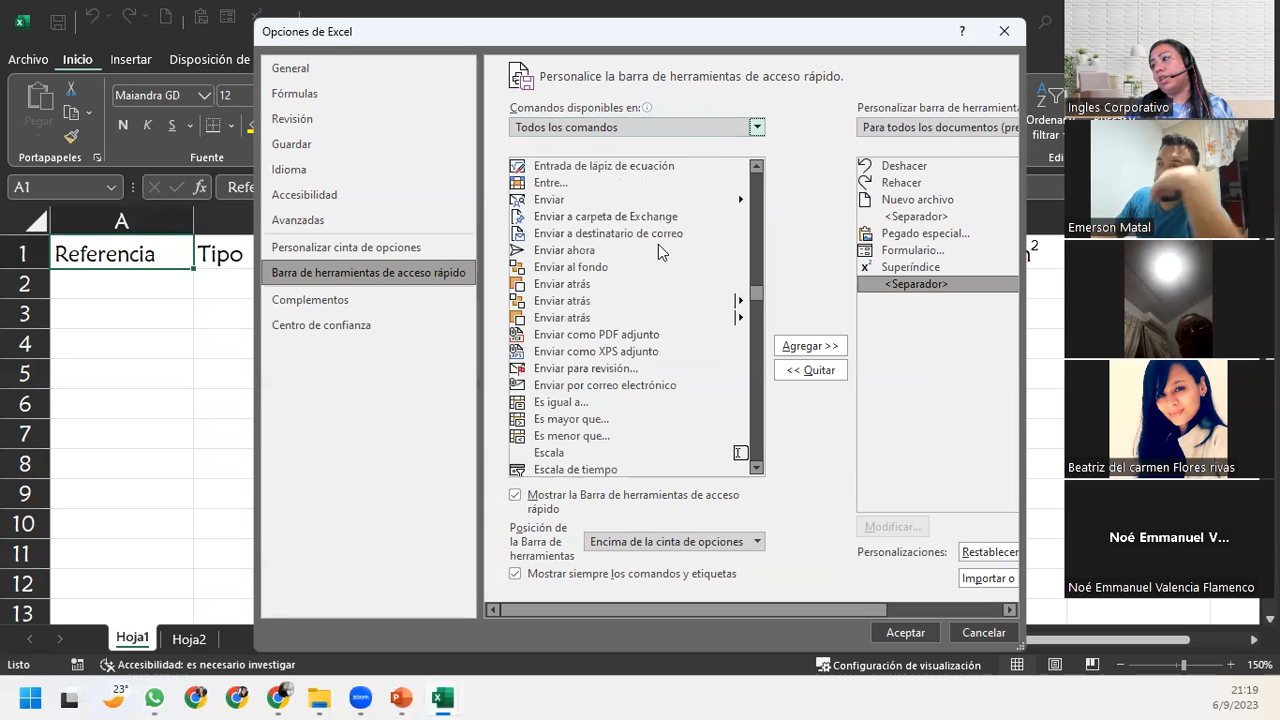 Opciones de Excel
Archivo
Inicio
Insertar
Disposición de
Pegar
Maiandra GD
12
N
K
S
Portapapeles
Fuente
A1
fx
Refe
General
Fórmulas
Revisión
Guardar
Idioma
Accesibilidad
Avanzadas
Personalizar cinta de opciones
Barra de herramientas de acceso rápido
Complementos
Centro de confianza
Personalice la barra de herramientas de acceso rápido.
Comandos disponibles en:
Todos los comandos
Entrada de lápiz de ecuación
Entre...
Enviar
Enviar a carpeta de Exchange
Enviar a destinatario de correo
Enviar ahora
Enviar al fondo
Enviar atrás
Enviar atrás
Enviar atrás
Enviar como PDF adjunto
Enviar como XPS adjunto
Enviar para revisión...
Enviar por correo electrónico
Es igual a...
Es mayor que...
Es menor que...
Escala
Escala de tiempo
Mostrar la Barra de herramientas de acceso
rápido
Posición de
la Barra de
herramientas
Encima de la cinta de opciones
Mostrar siempre los comandos y etiquetas
Agregar >>
<< Quitar
Personalizar barra de herramienta
Para todos los documentos (pre
Deshacer
Rehacer
Nuevo archivo
<Separador>
Pegado especial...
Formulario...
Superíndice
<Separador>
Modificar...
Personalizaciones:
Restablecer
Importar o
Aceptar
Cancelar
A
1
Referencia
Tipo
n²
2
3
4
5
6
7
8
9
10
11
12
13
Hoja1
Hoja2
Listo
Accesibilidad: es necesario investigar
Configuración de visualización
150%
23°
21:19
6/9/2023
filtrar
Edi
Ingles Corporativo
Emerson Matal
Beatriz del carmen Flores rivas
Noé Emmanuel V...
Noé Emmanuel Valencia Flamenco